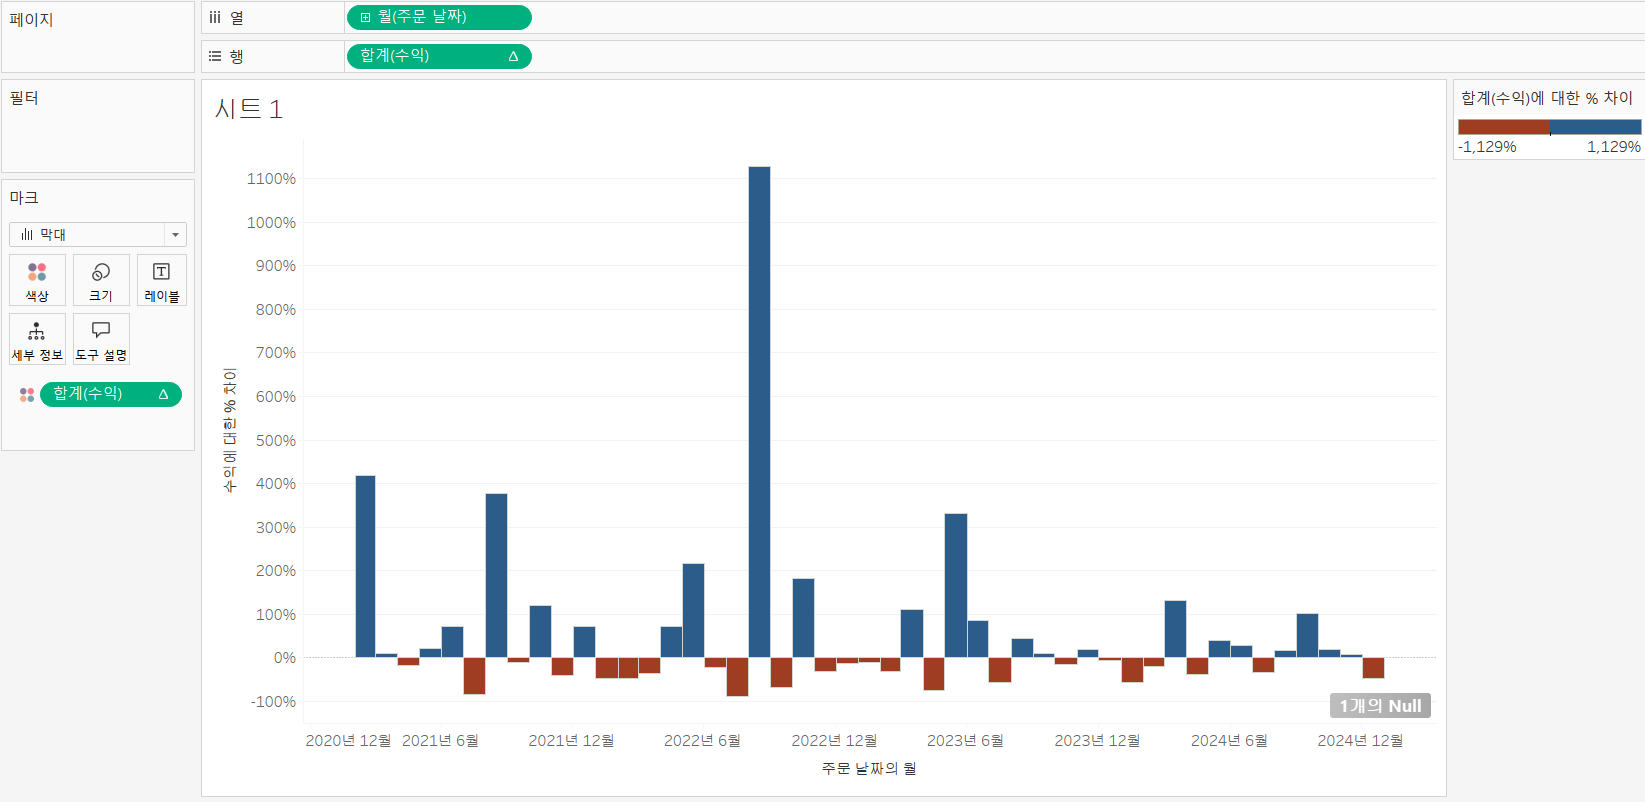 페이지
열
월(주문 날짜)
행
합계(수익)
필터
마크
막대
색상
크기
레이블
세부 정보
도구 설명
합계(수익)
시트 1
수익에 대한 % 차이
1100%
1000%
900%
800%
700%
600%
500%
400%
300%
200%
100%
0%
-100%
1개의 Null
2020년 12월 2021년 6월 2021년 12월 2022년 6월 2022년 12월 2023년 6월 2023년 12월 2024년 6월 2024년 12월
주문 날짜의 월
합계(수익)에 대한 % 차이
-1,129% 1,129%